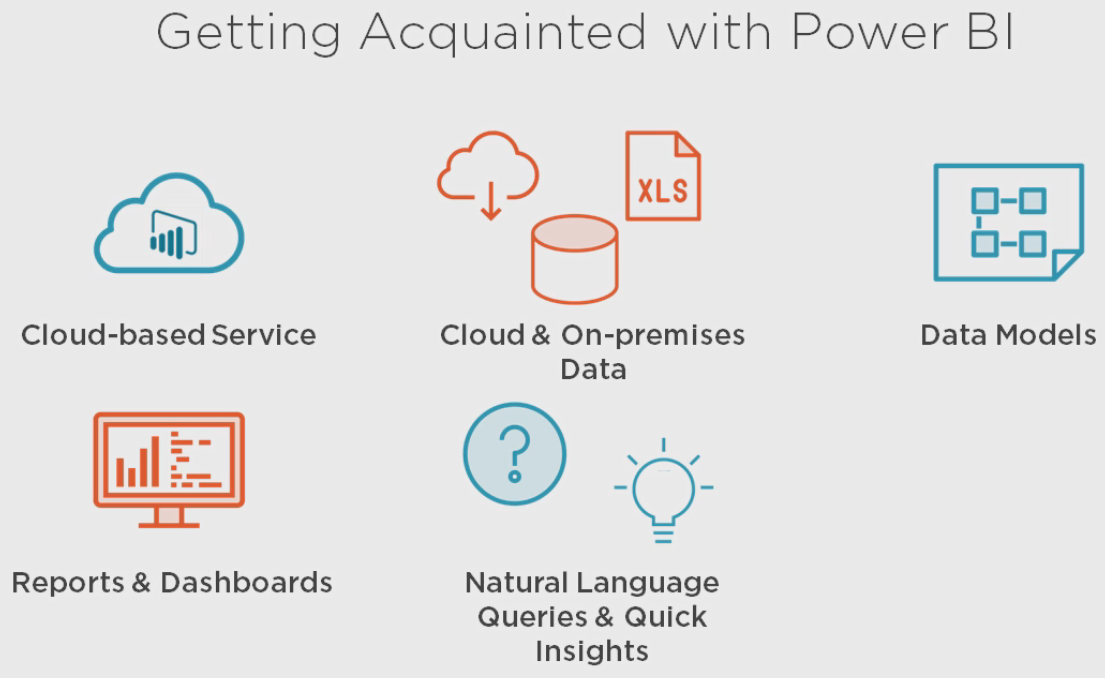 Getting Acquainted with Power BI
XLS
Cloud-based Service
Cloud & On-premises
Data
Data Models
Reports & Dashboards
Natural Language
Queries & Quick
Insights